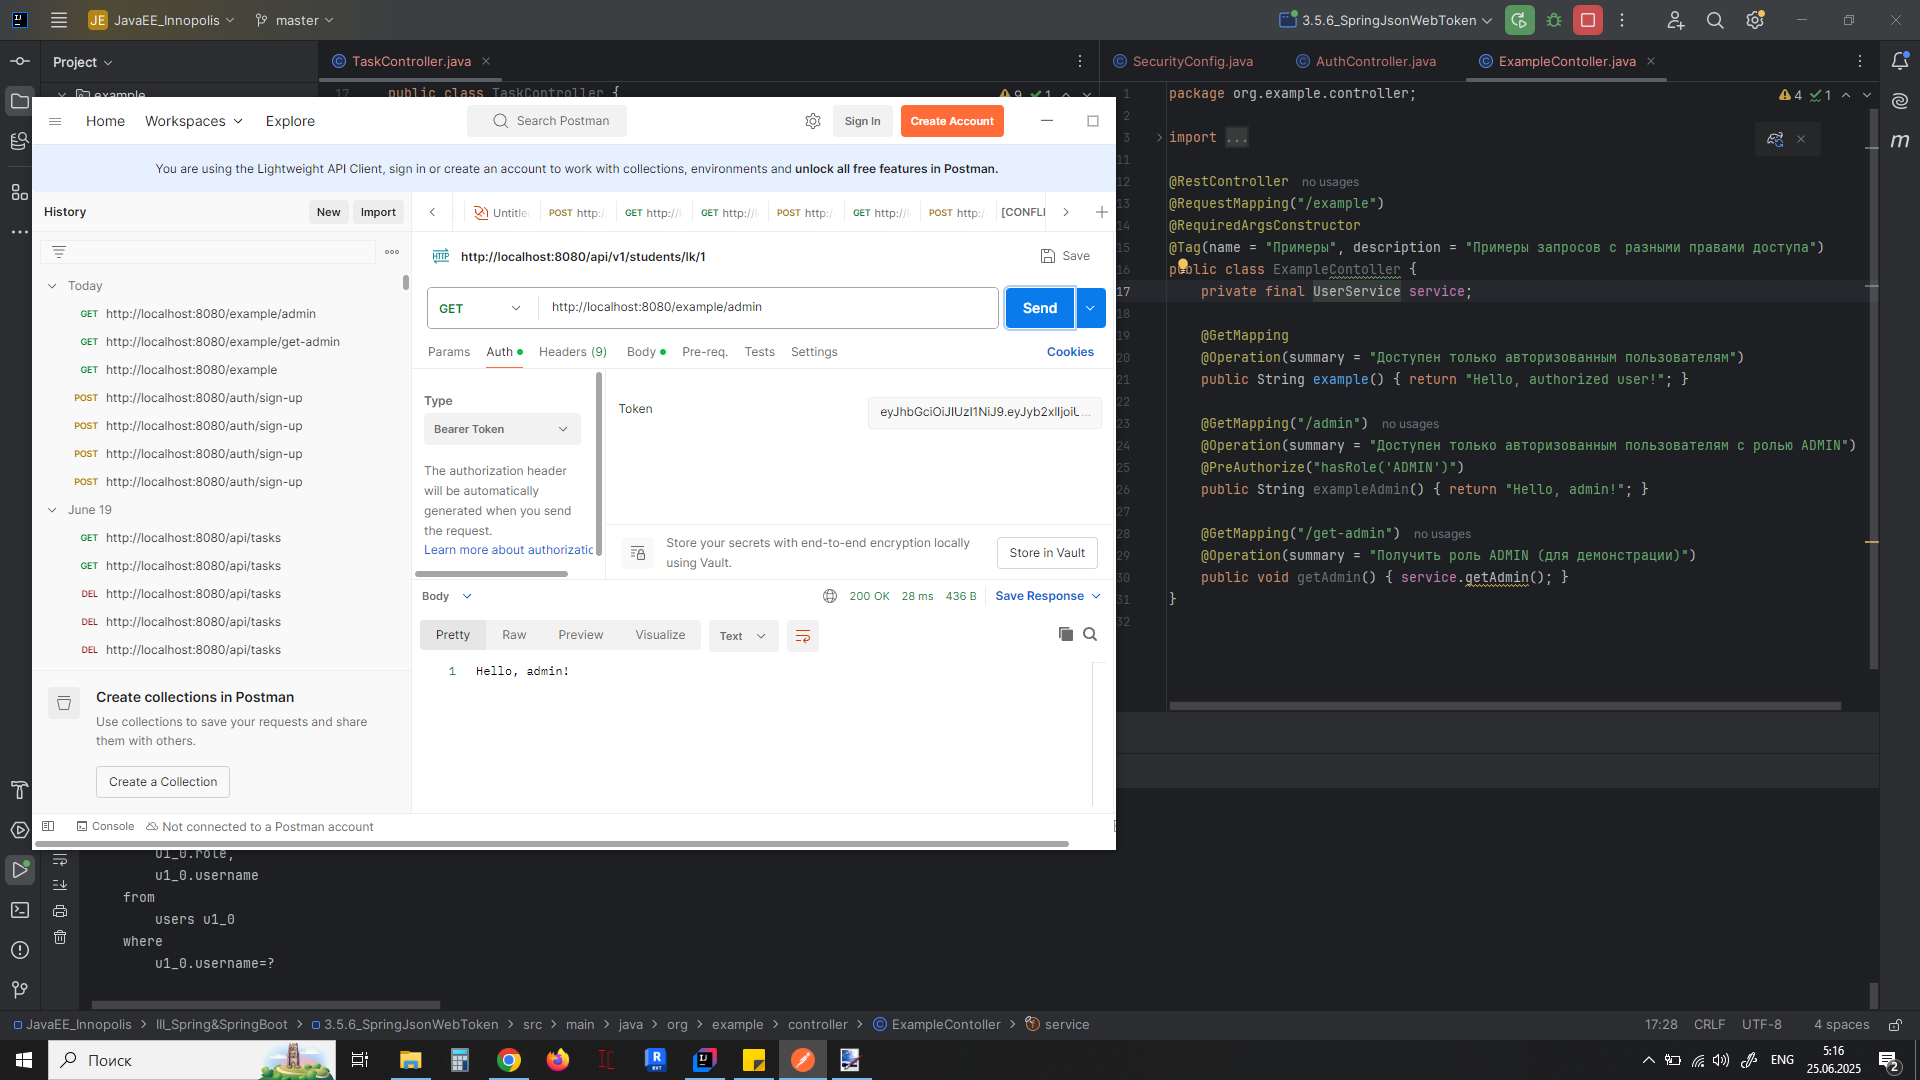 JE JavaEE_Innopolis master 3.5.6_SpringJsonWebToken
Project
TaskController.java
SecurityConfig.java AuthController.java ExampleContoller.java
example
17 public class TaskController {
9 1
Home Workspaces Explore Search Postman Sign In Create Account
You are using the Lightweight API Client, sign in or create an account to work with collections, environments and unlock all free features in Postman.
History New Import
Today
GET http://localhost:8080/example/admin
GET http://localhost:8080/example/get-admin
GET http://localhost:8080/example
POST http://localhost:8080/auth/sign-up
POST http://localhost:8080/auth/sign-up
POST http://localhost:8080/auth/sign-up
POST http://localhost:8080/auth/sign-up
June 19
GET http://localhost:8080/api/tasks
GET http://localhost:8080/api/tasks
DEL http://localhost:8080/api/tasks
DEL http://localhost:8080/api/tasks
DEL http://localhost:8080/api/tasks
Create collections in Postman
Use collections to save your requests and share
them with others.
Create a Collection
Untitle POST http: GET http:// GET http:// POST http: GET http:// POST http: [CONFLI
HTTP http://localhost:8080/api/v1/students/lk/1 Save
GET http://localhost:8080/example/admin Send
Params Auth Headers (9) Body Pre-req. Tests Settings Cookies
Type
Bearer Token
The authorization header
will be automatically
generated when you send
the request.
Learn more about authorizatic
Token eyJhbGciOiJIUzI1NiJ9.eyJyb2xlIjoiU...
Store your secrets with end-to-end encryption locally
using Vault.
Store in Vault
Body 200 OK 28 ms 436 B Save Response
Pretty Raw Preview Visualize Text
1 Hello, admin!
Console Not connected to a Postman account
1 package org.example.controller;
4 1
2
3 import ...
11
12 @RestController no usages
13 @RequestMapping("/example")
14 @RequiredArgsConstructor
15 @Tag(name = "Примеры", description = "Примеры запросов с разными правами доступа")
16 public class ExampleContoller {
17 private final UserService service;
18
19 @GetMapping
20 @Operation(summary = "Доступен только авторизованным пользователям")
21 public String example() { return "Hello, authorized user!"; }
22
23 @GetMapping("/admin") no usages
24 @Operation(summary = "Доступен только авторизованным пользователям с ролью ADMIN")
25 @PreAuthorize("hasRole('ADMIN')")
26 public String exampleAdmin() { return "Hello, admin!"; }
27
28 @GetMapping("/get-admin") no usages
29 @Operation(summary = "Получить роль ADMIN (для демонстрации)")
30 public void getAdmin() { service.getAdmin(); }
31 }
32
u1_0.role,
u1_0.username
from
users u1_0
where
u1_0.username=?
JavaEE_Innopolis III_Spring&SpringBoot 3.5.6_SpringJsonWebToken src main java org example controller ExampleContoller service 17:28 CRLF UTF-8 4 spaces
Поиск
ENG
5:16
25.06.2025
2